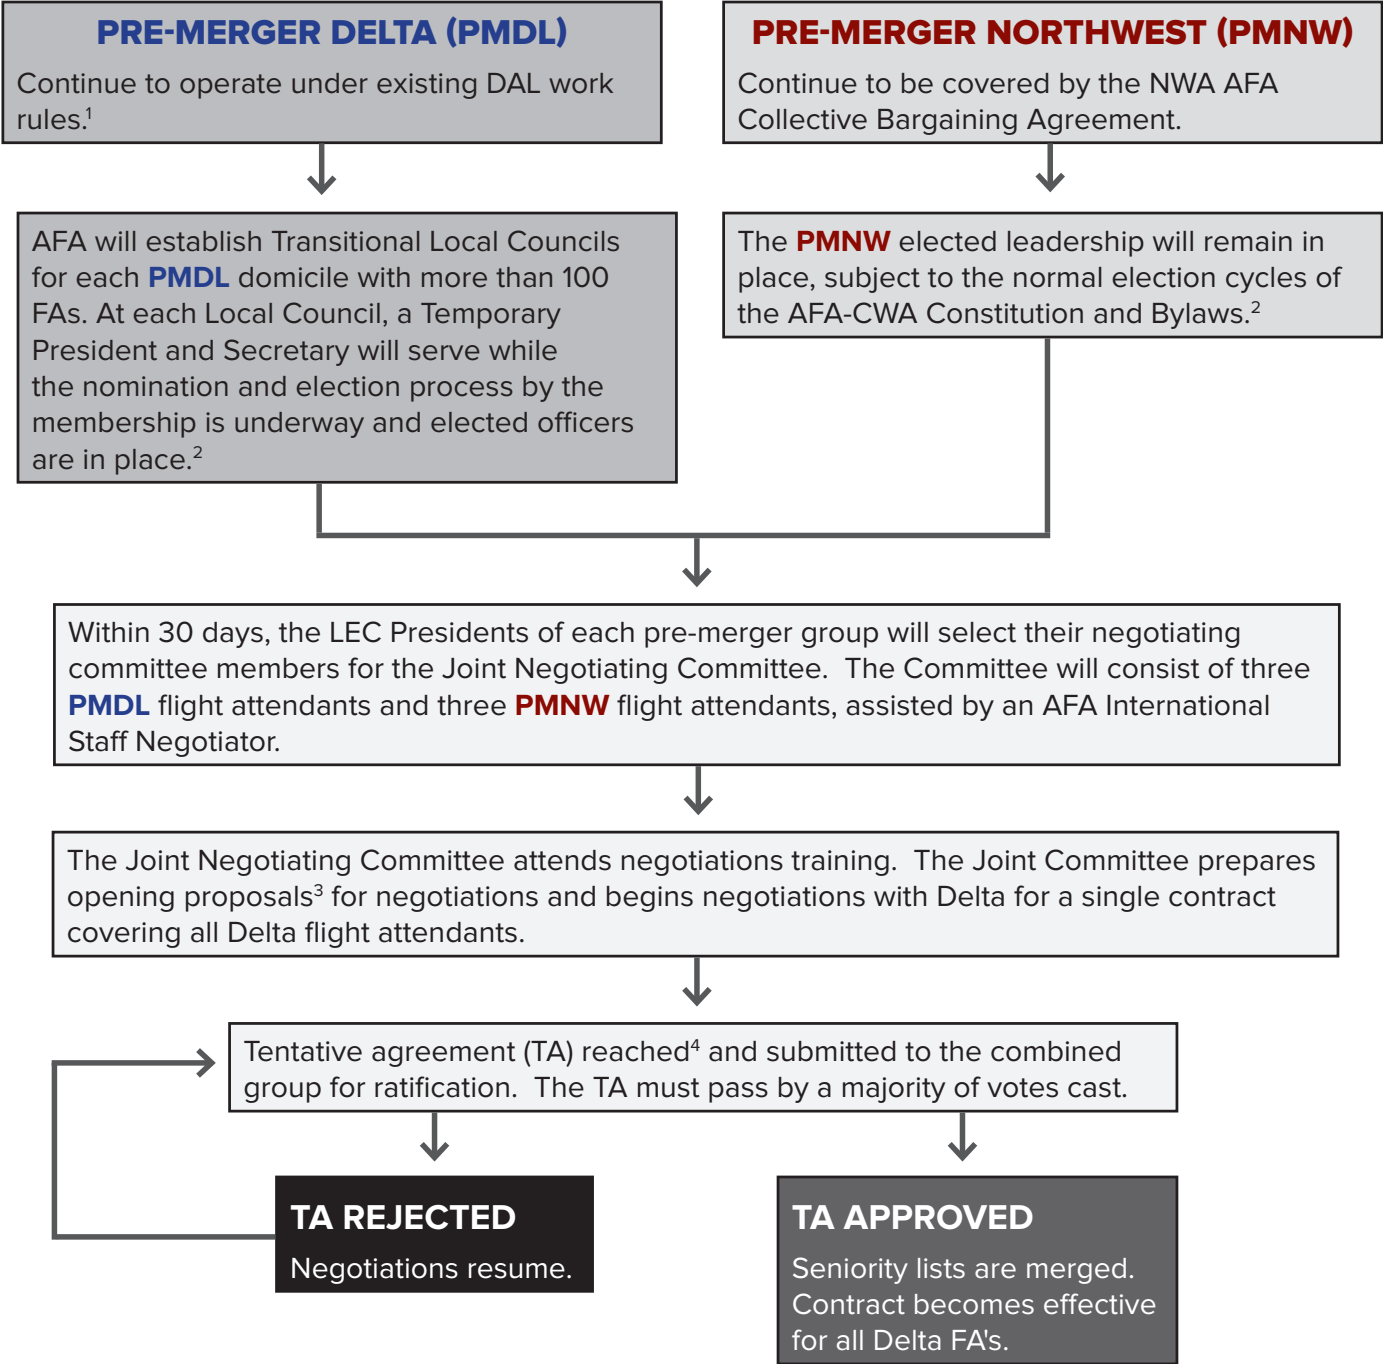 PRE-MERGER DELTA (PMDL)
Continue to operate under existing DAL work
rules.¹
PRE-MERGER NORTHWEST (PMNW)
Continue to be covered by the NWA AFA
Collective Bargaining Agreement.
AFA will establish Transitional Local Councils
for each PMDL domicile with more than 100
FAs. At each Local Council, a Temporary
President and Secretary will serve while
the nomination and election process by the
membership is underway and elected officers
are in place.²
The PMNW elected leadership will remain in
place, subject to the normal election cycles of
the AFA-CWA Constitution and Bylaws.²
Within 30 days, the LEC Presidents of each pre-merger group will select their negotiating
committee members for the Joint Negotiating Committee.  The Committee will consist of three
PMDL flight attendants and three PMNW flight attendants, assisted by an AFA International
Staff Negotiator.
The Joint Negotiating Committee attends negotiations training.  The Joint Committee prepares
opening proposals³ for negotiations and begins negotiations with Delta for a single contract
covering all Delta flight attendants.
Tentative agreement (TA) reached⁴ and submitted to the combined
group for ratification.  The TA must pass by a majority of votes cast.
TA REJECTED
Negotiations resume.
TA APPROVED
Seniority lists are merged.
Contract becomes effective
for all Delta FA's.